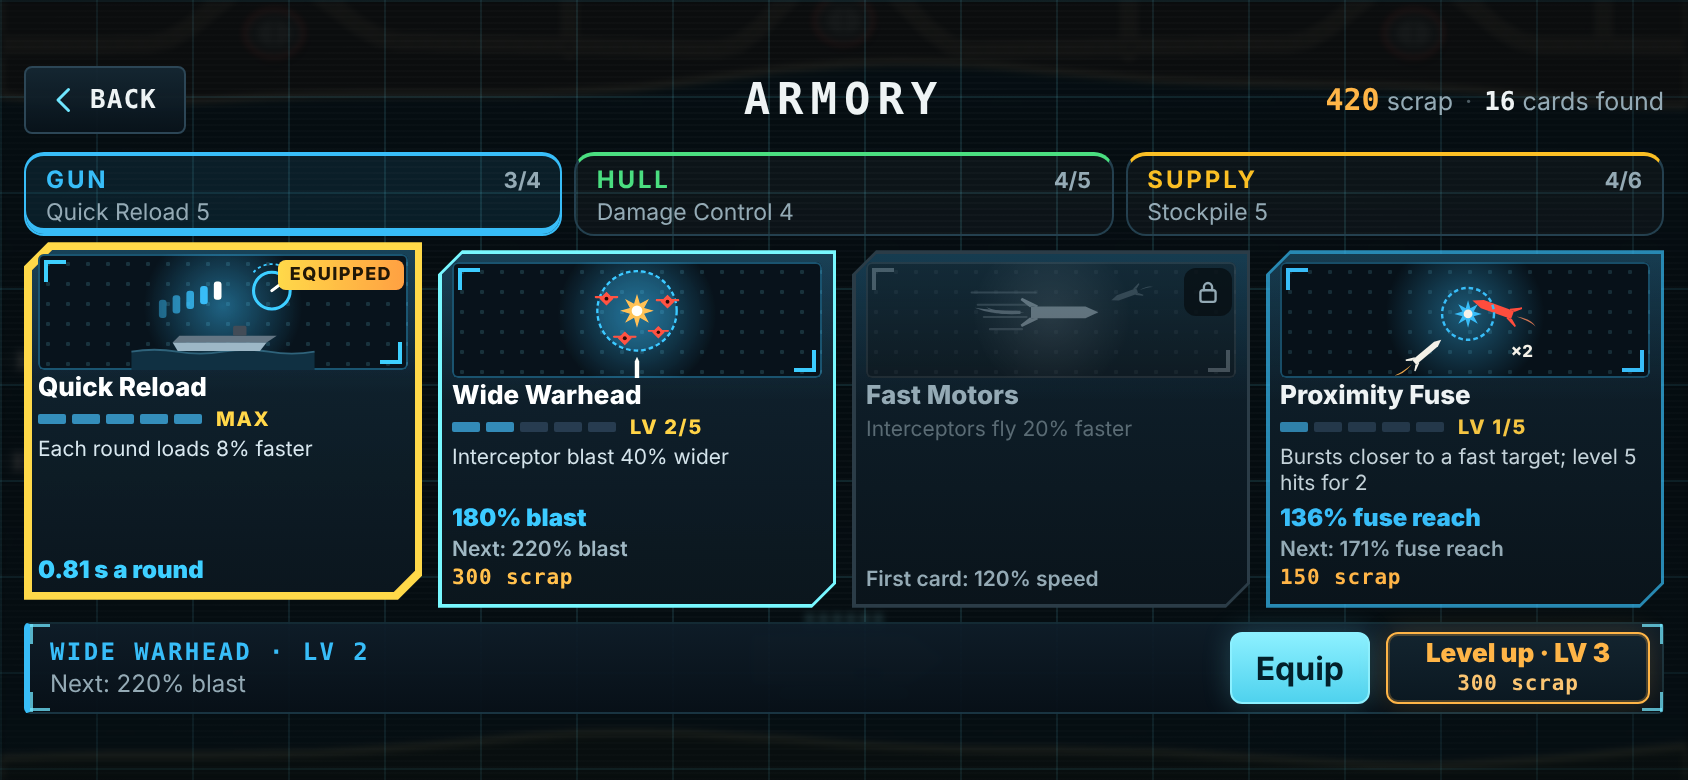 BACK
ARMORY
420 scrap · 16 cards found
GUN 3/4
Quick Reload 5
HULL 4/5
Damage Control 4
SUPPLY 4/6
Stockpile 5
EQUIPPED
Quick Reload
MAX
Each round loads 8% faster
0.81 s a round
Wide Warhead
LV 2/5
Interceptor blast 40% wider
180% blast
Next: 220% blast
300 scrap
Fast Motors
Interceptors fly 20% faster
First card: 120% speed
×2
Proximity Fuse
LV 1/5
Bursts closer to a fast target; level 5
hits for 2
136% fuse reach
Next: 171% fuse reach
150 scrap
WIDE WARHEAD · LV 2
Next: 220% blast
Equip
Level up · LV 3
300 scrap